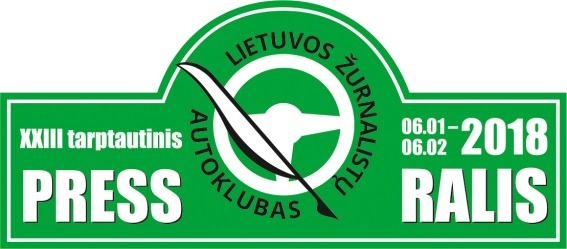 LIETUVOS ŽURNALISTŲ
AUTOKLUBAS
XXIII tarptautinis
PRESS
06.01–
06.02
2018
RALIS